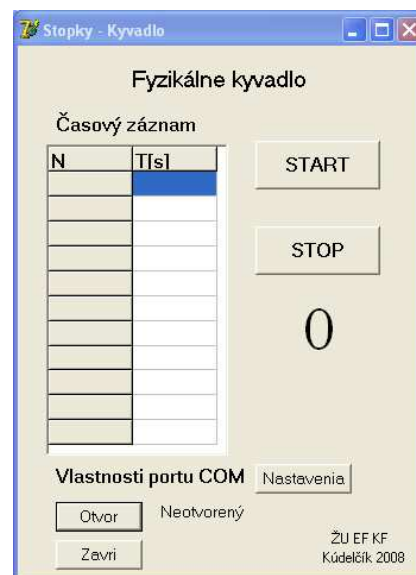 Stopky - Kyvadlo
Fyzikálne kyvadlo
Časový záznam
N T[s]
START
STOP
0
Vlastnosti portu COM Nastavenia
Otvor Neotvorený
Zavri
ŽU EF KF
Kúdelčík 2008